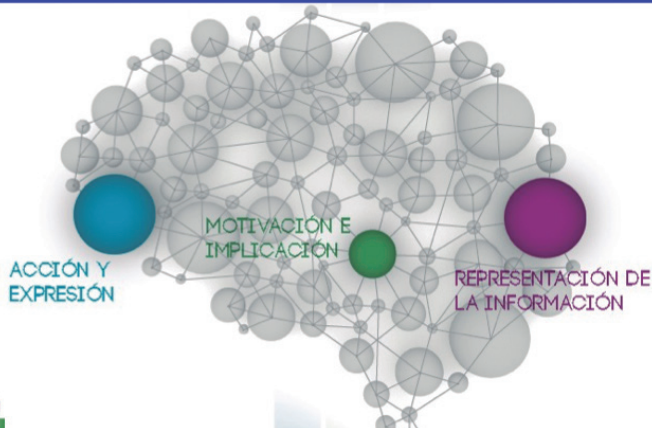 MOTIVACIÓN E
IMPLICACIÓN
ACCIÓN Y
EXPRESIÓN
REPRESENTACIÓN DE
LA INFORMACIÓN